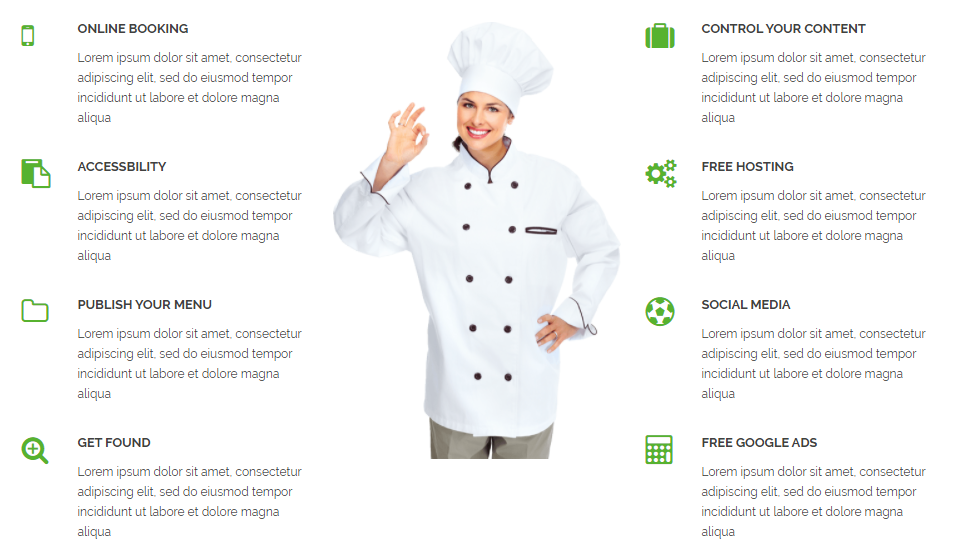 ONLINE BOOKING
Lorem ipsum dolor sit amet, consectetur
adipiscing elit, sed do eiusmod tempor
incididunt ut labore et dolore magna
aliqua
ACCESSBILITY
Lorem ipsum dolor sit amet, consectetur
adipiscing elit, sed do eiusmod tempor
incididunt ut labore et dolore magna
aliqua
PUBLISH YOUR MENU
Lorem ipsum dolor sit amet, consectetur
adipiscing elit, sed do eiusmod tempor
incididunt ut labore et dolore magna
aliqua
GET FOUND
Lorem ipsum dolor sit amet, consectetur
adipiscing elit, sed do eiusmod tempor
incididunt ut labore et dolore magna
aliqua
CONTROL YOUR CONTENT
Lorem ipsum dolor sit amet, consectetur
adipiscing elit, sed do eiusmod tempor
incididunt ut labore et dolore magna
aliqua
FREE HOSTING
Lorem ipsum dolor sit amet, consectetur
adipiscing elit, sed do eiusmod tempor
incididunt ut labore et dolore magna
aliqua
SOCIAL MEDIA
Lorem ipsum dolor sit amet, consectetur
adipiscing elit, sed do eiusmod tempor
incididunt ut labore et dolore magna
aliqua
FREE GOOGLE ADS
Lorem ipsum dolor sit amet, consectetur
adipiscing elit, sed do eiusmod tempor
incididunt ut labore et dolore magna
aliqua